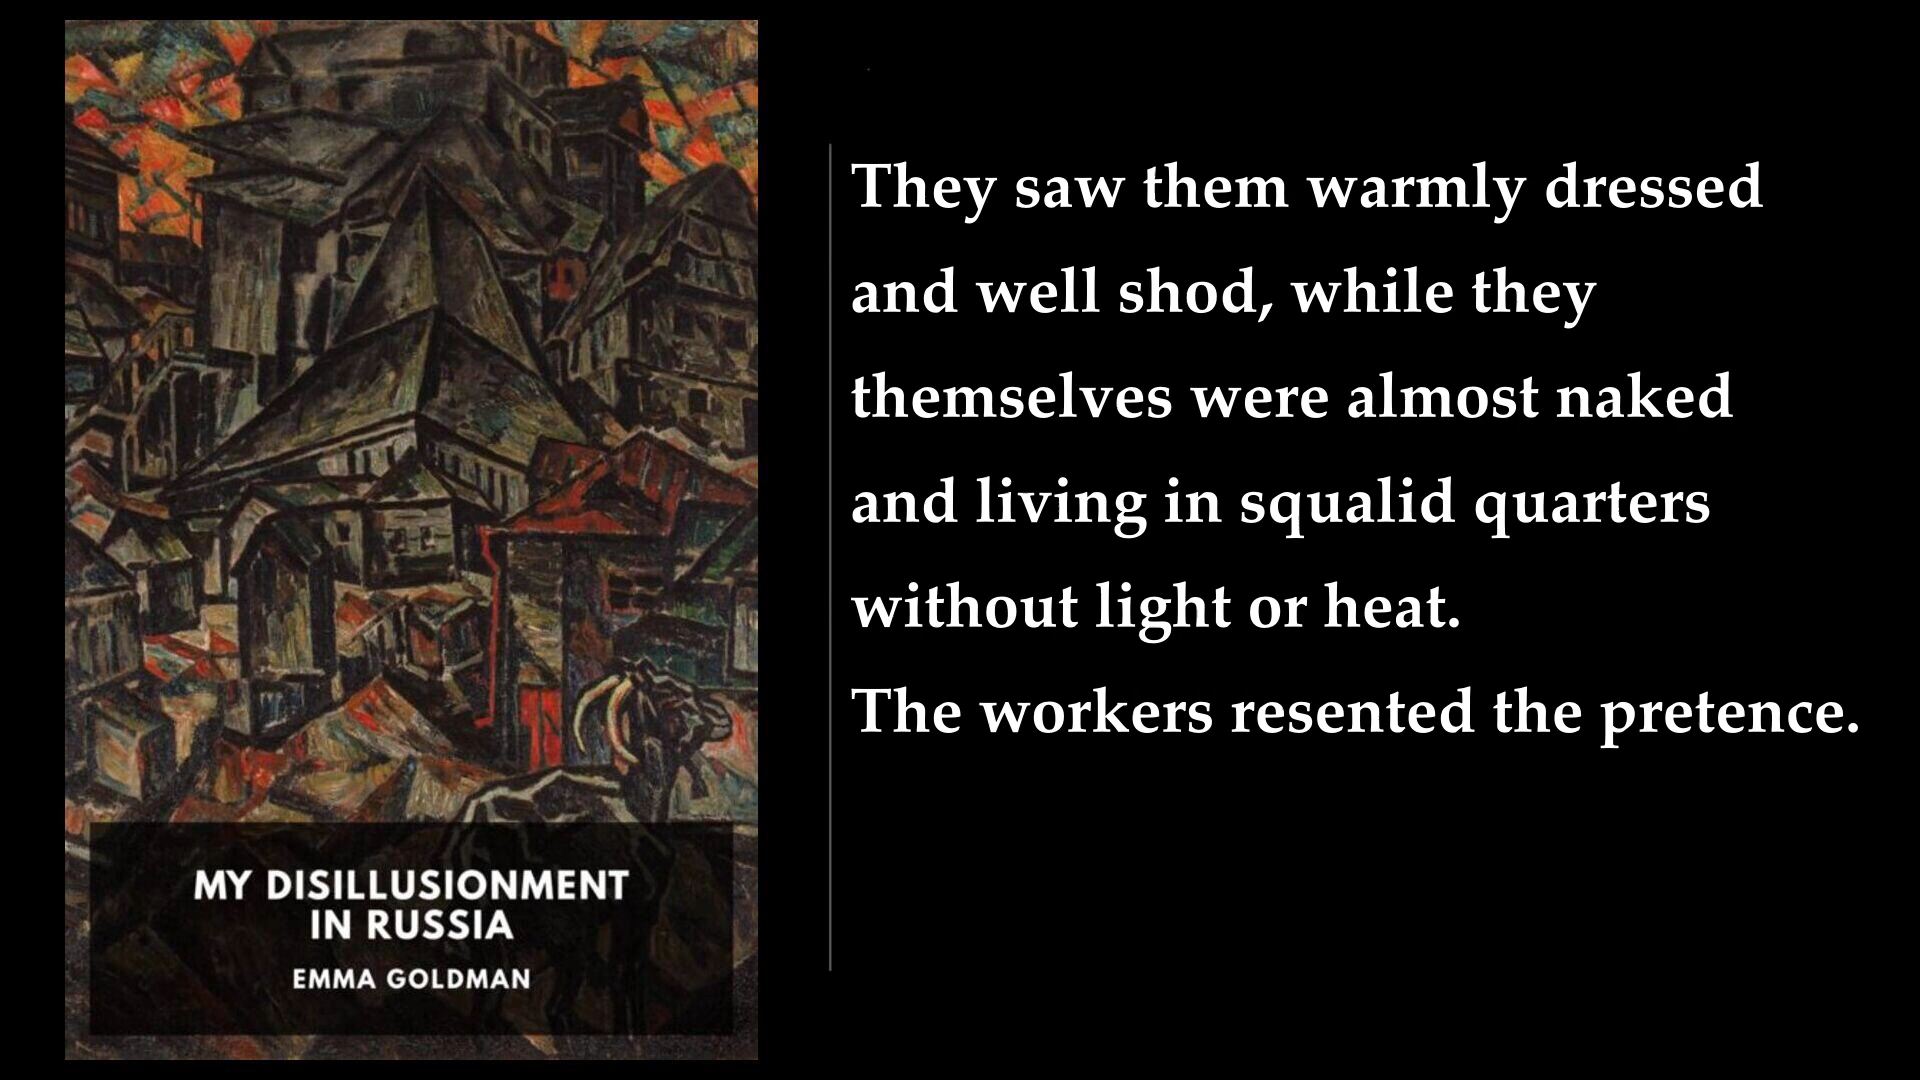 MY DISILLUSIONMENT
IN RUSSIA
EMMA GOLDMAN
They saw them warmly dressed
and well shod, while they
themselves were almost naked
and living in squalid quarters
without light or heat.
The workers resented the pretence.